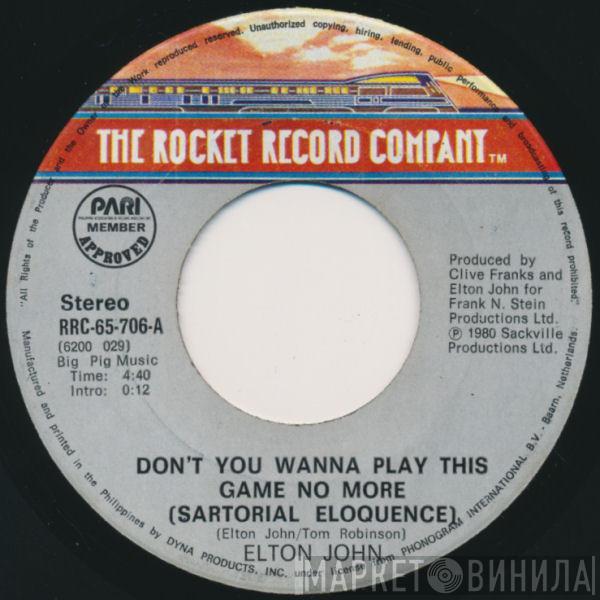 "All Rights of the Producer and the Owner of the Work reproduced reserved. Unauthorized copying, hiring, lending, public performance and broadcasting of this record prohibited."
THE ROCKET RECORD COMPANY TM
PARI
MEMBER
APPROVED
Stereo
RRC-65-706-A
(6200 029)
Big Pig Music
Time: 4:40
Intro: 0:12
Produced by
Clive Franks and
Elton John for
Frank N. Stein
Productions Ltd.
℗ 1980 Sackville
Productions Ltd.
DON'T YOU WANNA PLAY THIS
GAME NO MORE
(SARTORIAL ELOQUENCE)
(Elton John/Tom Robinson)
ELTON JOHN
Manufactured and printed in the Philippines by DYNA PRODUCTS, INC. under license from PHONOGRAM INTERNATIONAL B.V. - Baarn, Netherlands.
МАРКЕТ ВИНИЛА